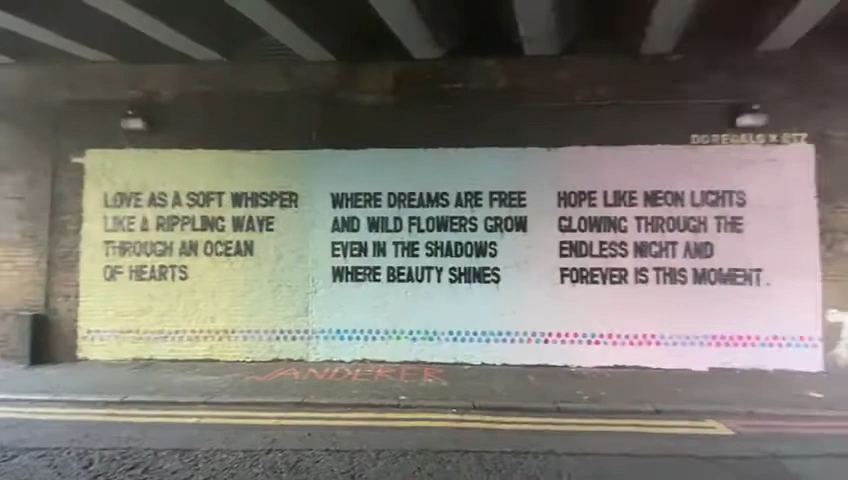 LOVE AS A SOFT WHISPER
LIKE A RIPPLING WAVE
THROUGH AN OCEAN
OF HEARTS
WHERE DREAMS ARE FREE
AND WILD FLOWERS GROW
EVEN IN THE SHADOWS
WHERE BEAUTY SHINES
HOPE LIKE NEON LIGHTS
GLOWING THROUGH THE
ENDLESS NIGHT AND
FOREVER IS THIS MOMENT.